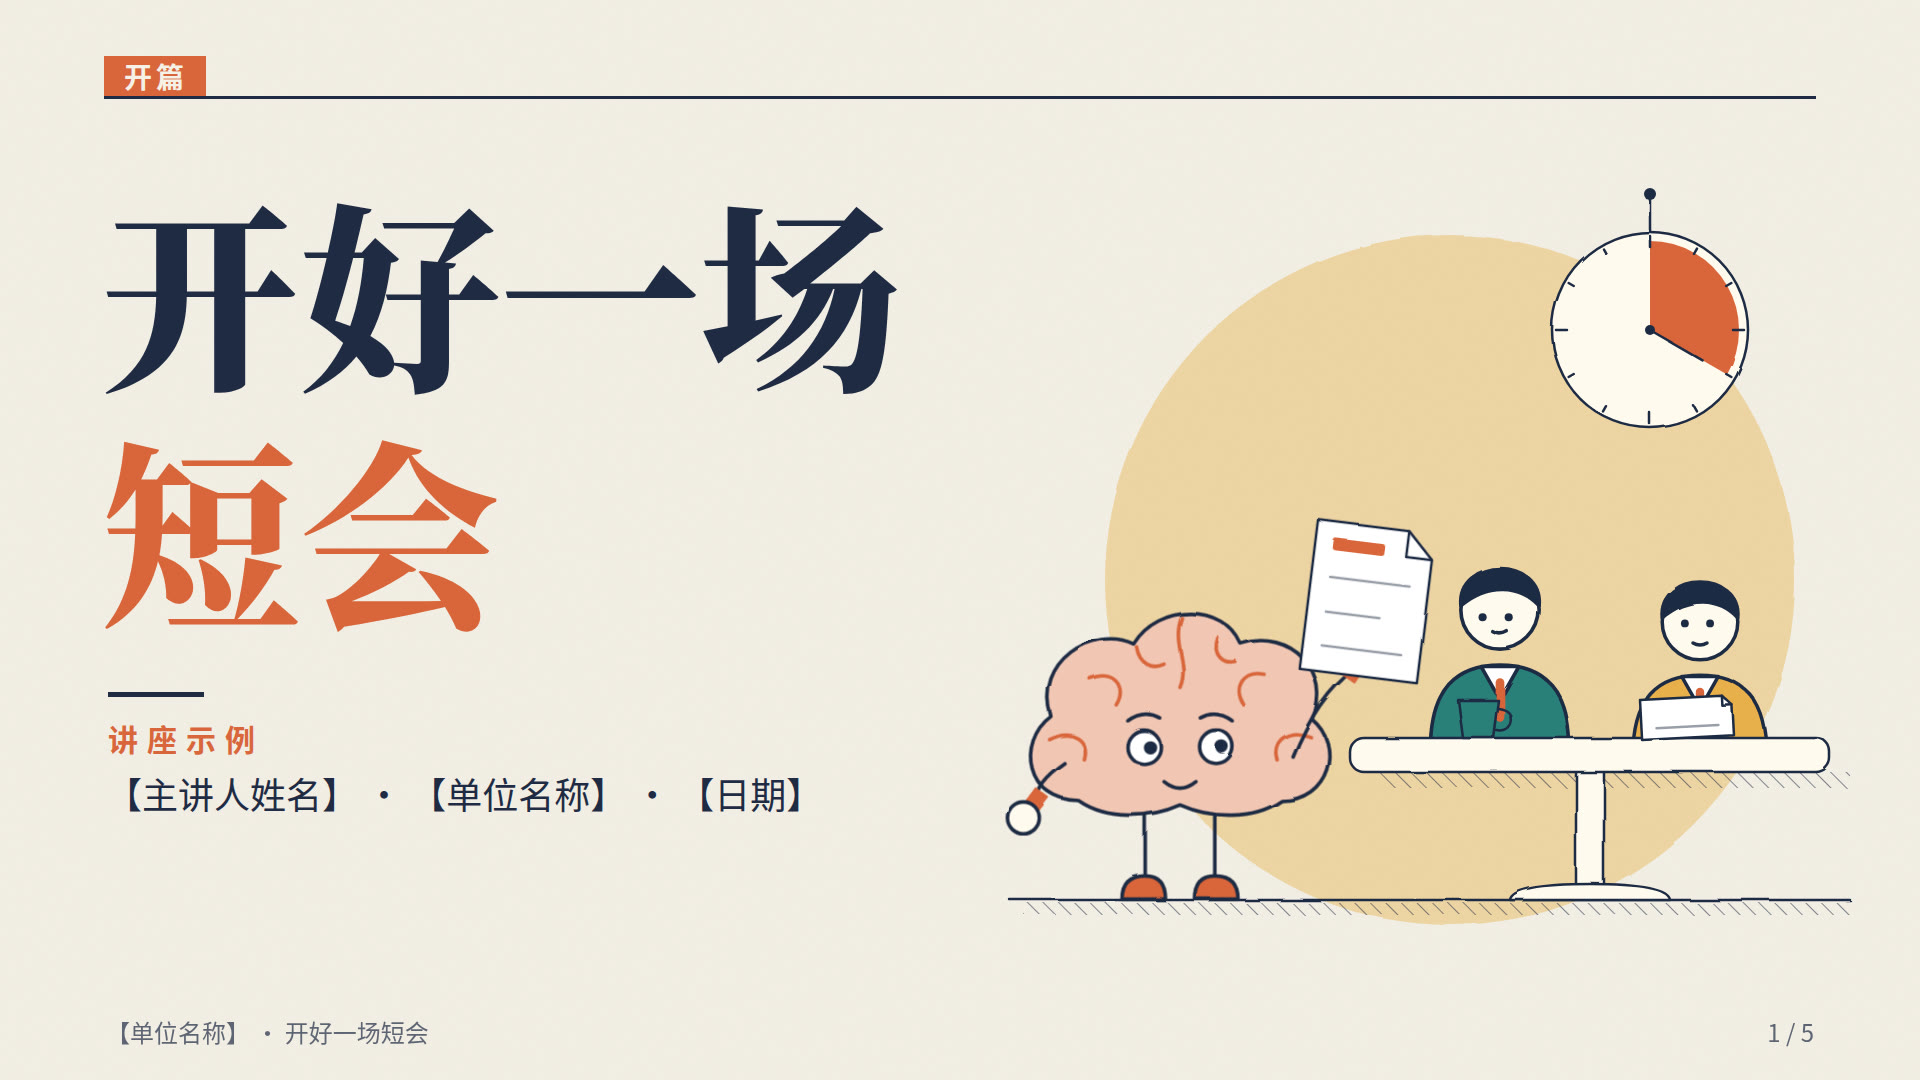 开篇
开好一场
短会
讲座示例
【主讲人姓名】 · 【单位名称】 · 【日期】
【单位名称】 · 开好一场短会
1 / 5